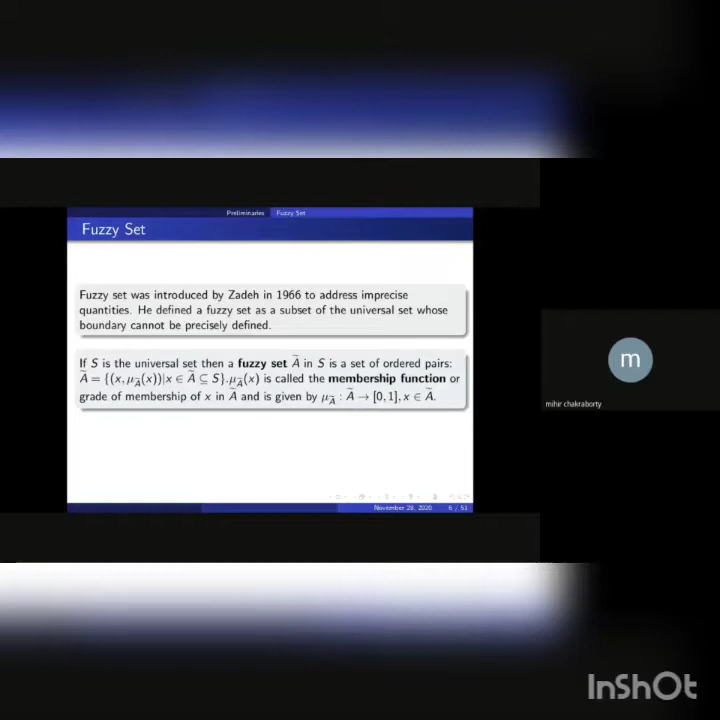 Preliminaries Fuzzy Set
Fuzzy Set
Fuzzy set was introduced by Zadeh in 1966 to address imprecise
quantities. He defined a fuzzy set as a subset of the universal set whose
boundary cannot be precisely defined.
If S is the universal set then a fuzzy set Ã in S is a set of ordered pairs:
Ã = {(x, μ_Ã(x))|x ∈ Ã ⊆ S}.μ_Ã(x) is called the membership function or
grade of membership of x in Ã and is given by μ_Ã : Ã → [0, 1], x ∈ Ã.
November 28, 2020 6 / 51
m
mihir chakraborty
InShOt